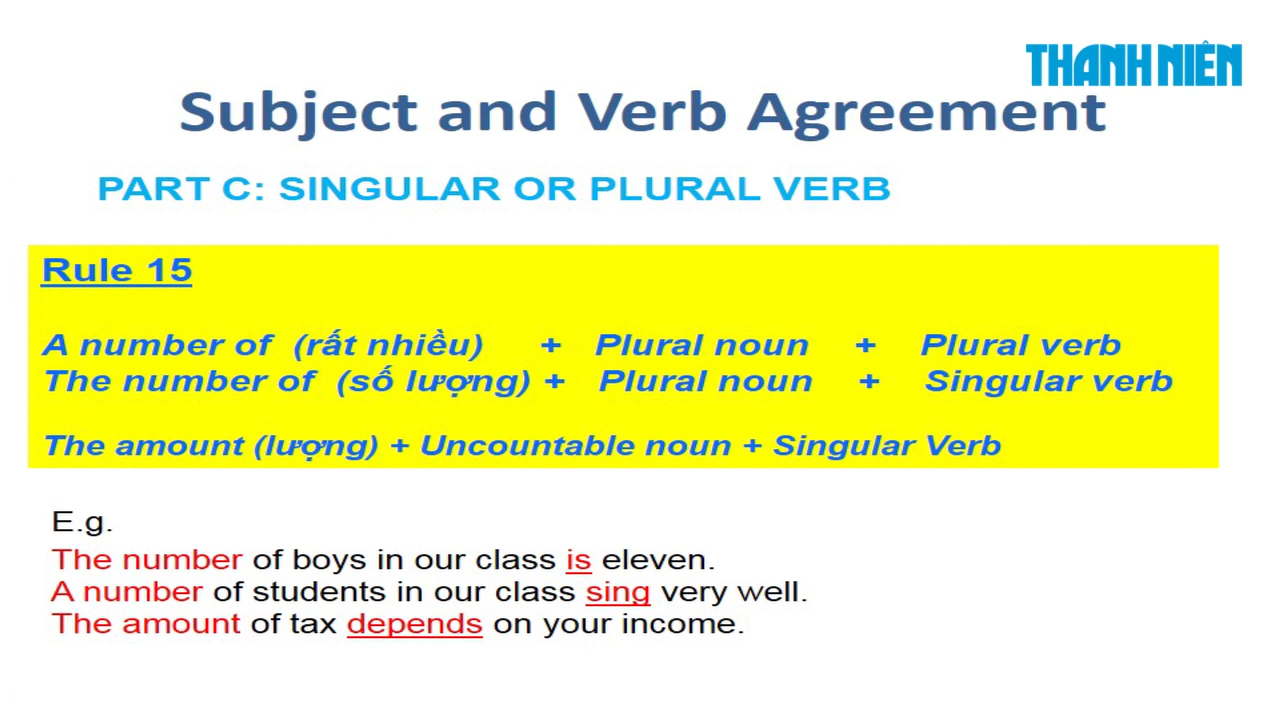 THANH NIÊN
Subject and Verb Agreement
PART C: SINGULAR OR PLURAL VERB
Rule 15
A number of (rất nhiều) + Plural noun + Plural verb
The number of (số lượng) + Plural noun + Singular verb
The amount (lượng) + Uncountable noun + Singular Verb
E.g.
The number of boys in our class is eleven.
A number of students in our class sing very well.
The amount of tax depends on your income.